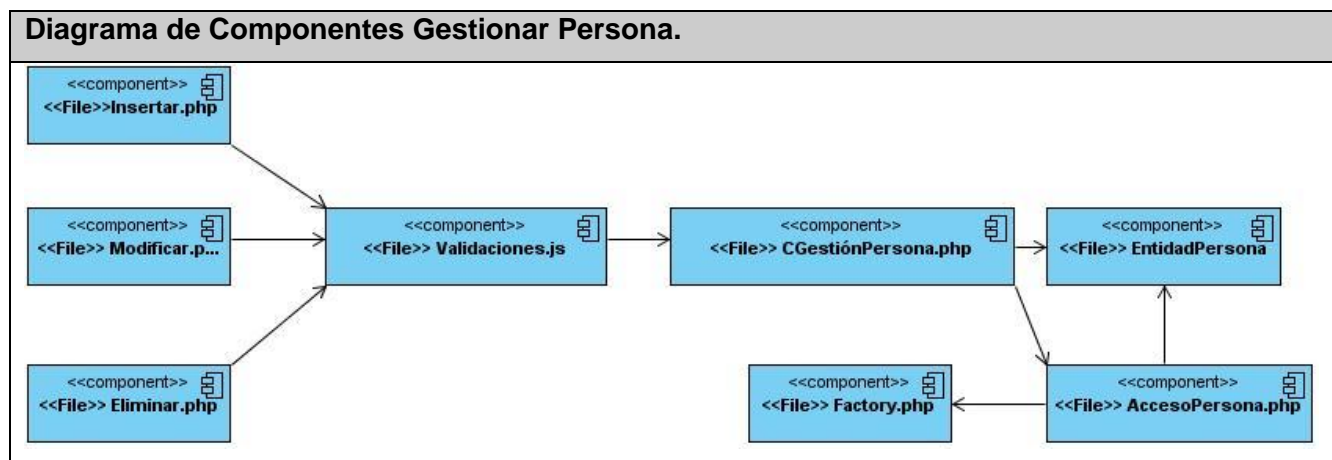 Diagrama de Componentes Gestionar Persona.
<<component>>
<<File>>Insertar.php
<<component>>
<<File>> Modificar.p...
<<component>>
<<File>> Validaciones.js
<<component>>
<<File>> CGestiónPersona.php
<<component>>
<<File>> EntidadPersona
<<component>>
<<File>> Eliminar.php
<<component>>
<<File>> Factory.php
<<component>>
<<File>> AccesoPersona.php